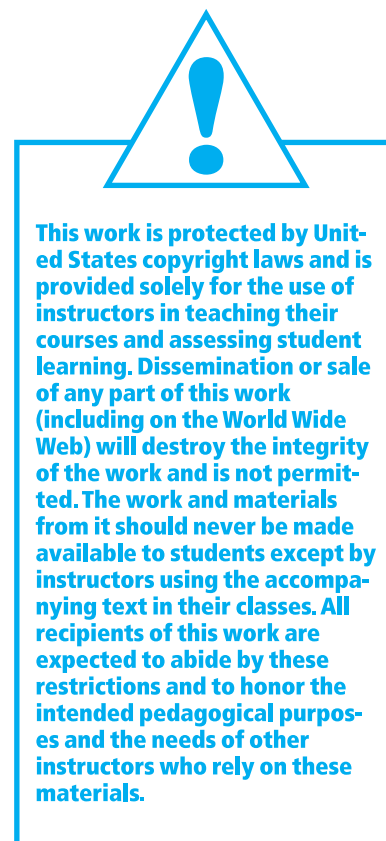 !
This work is protected by Unit-
ed States copyright laws and is
provided solely for the use of
instructors in teaching their
courses and assessing student
learning. Dissemination or sale
of any part of this work
(including on the World Wide
Web) will destroy the integrity
of the work and is not permit-
ted. The work and materials
from it should never be made
available to students except by
instructors using the accompa-
nying text in their classes. All
recipients of this work are
expected to abide by these
restrictions and to honor the
intended pedagogical purpos-
es and the needs of other
instructors who rely on these
materials.